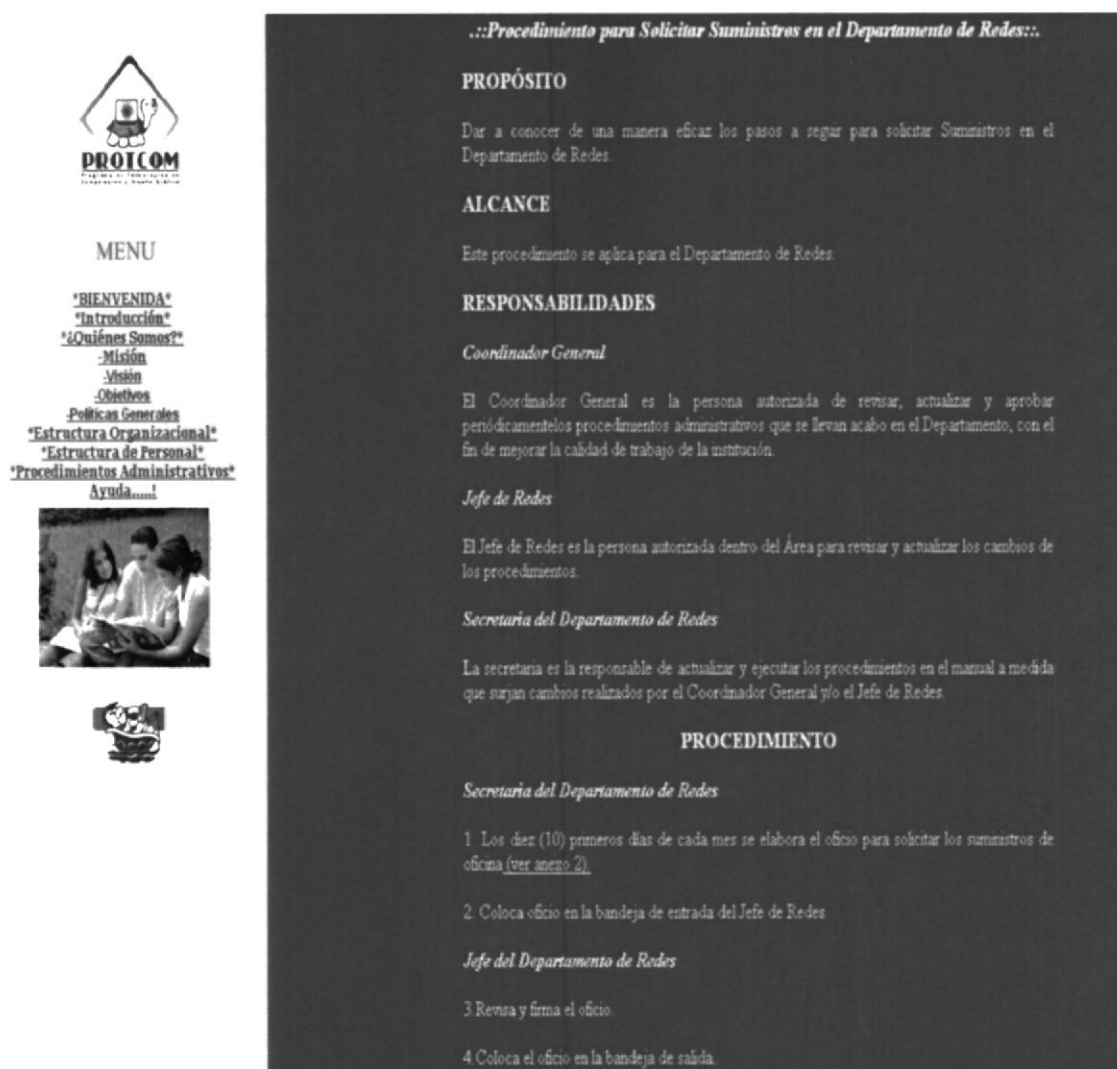 PROTCOM
Programa de Tecnología en
Computación y Diseño Gráfico
MENU
*BIENVENIDA*
*Introducción*
*¿Quiénes Somos?*
-Misión
-Visión
-Objetivos
-Políticas Generales
*Estructura Organizacional*
*Estructura de Personal*
*Procedimientos Administrativos*
Ayuda.....!
.::Procedimiento para Solicitar Suministros en el Departamento de Redes::.
PROPÓSITO
Dar a conocer de una manera eficaz los pasos a seguir para solicitar Suministros en el
Departamento de Redes.
ALCANCE
Este procedimiento se aplica para el Departamento de Redes.
RESPONSABILIDADES
Coordinador General
El Coordinador General es la persona autorizada de revisar, actualizar y aprobar
periódicamentelos procedimientos administrativos que se llevan acabo en el Departamento, con el
fin de mejorar la calidad de trabajo de la institución.
Jefe de Redes
El Jefe de Redes es la persona autorizada dentro del Área para revisar y actualizar los cambios de
los procedimientos.
Secretaria del Departamento de Redes
La secretaria es la responsable de actualizar y ejecutar los procedimientos en el manual a medida
que surjan cambios realizados por el Coordinador General y/o el Jefe de Redes.
PROCEDIMIENTO
Secretaria del Departamento de Redes
1. Los diez (10) primeros días de cada mes se elabora el oficio para solicitar los suministros de
oficina (ver anexo 2).
2. Coloca oficio en la bandeja de entrada del Jefe de Redes
Jefe del Departamento de Redes
3.Revisa y firma el oficio.
4.Coloca el oficio en la bandeja de salida.